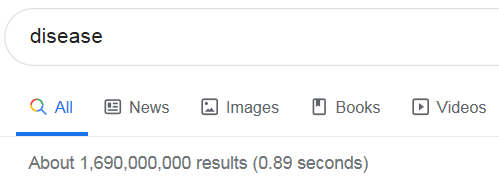 disease
All News Images Books Videos
About 1,690,000,000 results (0.89 seconds)